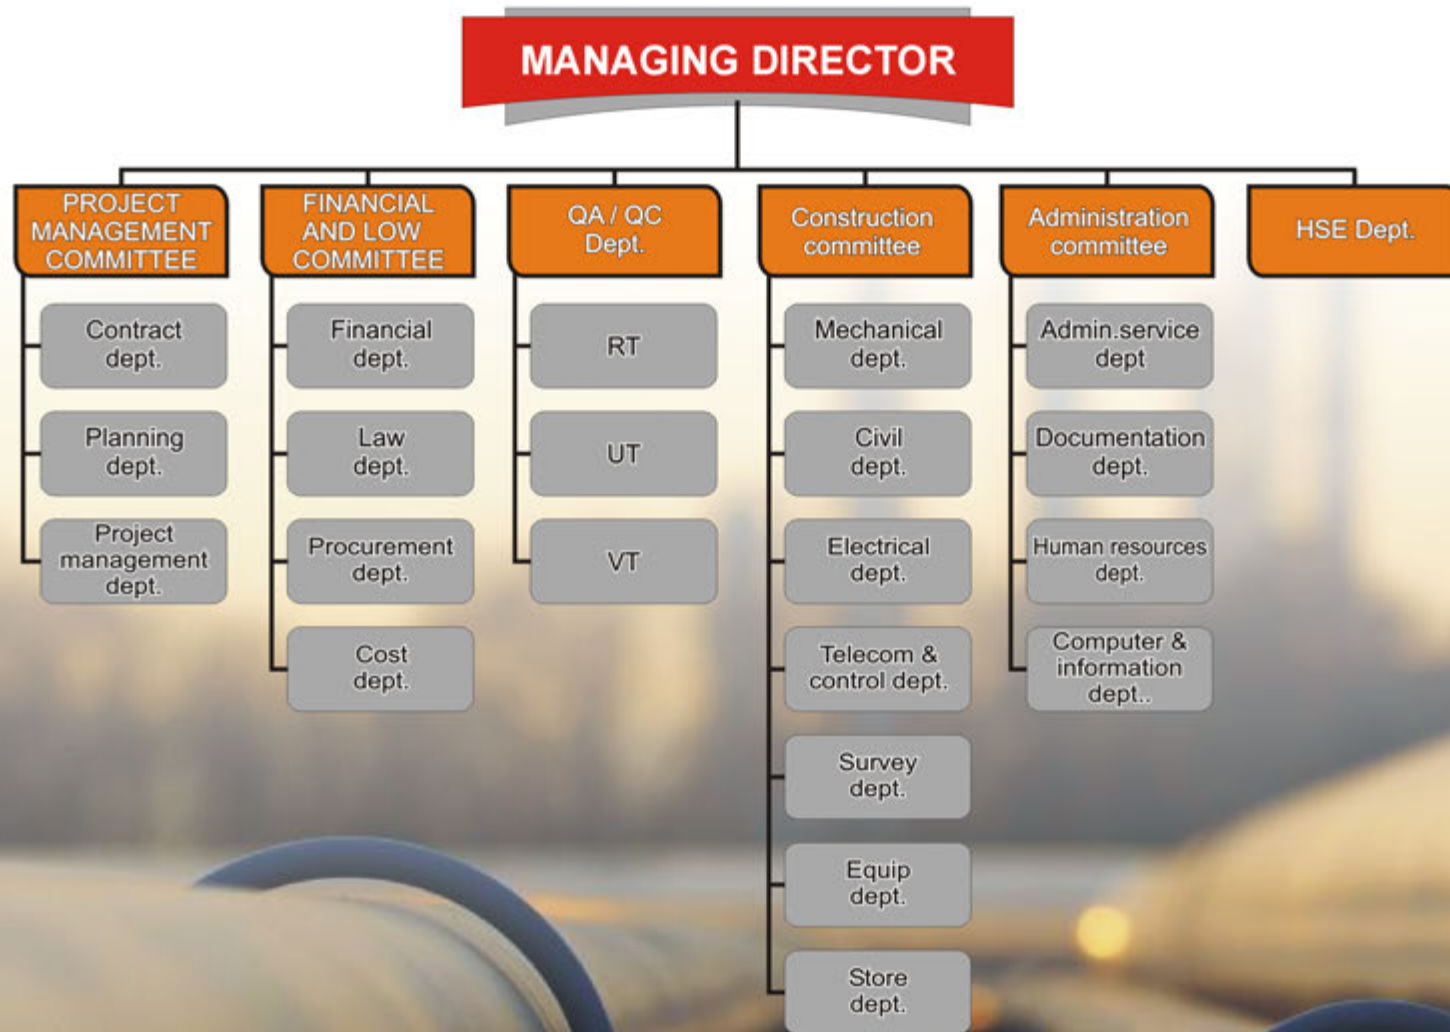 MANAGING DIRECTOR
PROJECT
MANAGEMENT
COMMITTEE
Contract
dept.
Planning
dept.
Project
management
dept.
FINANCIAL
AND LOW
COMMITTEE
Financial
dept.
Law
dept.
Procurement
dept.
Cost
dept.
QA / QC
Dept.
RT
UT
VT
Construction
committee
Mechanical
dept.
Civil
dept.
Electrical
dept.
Telecom &
control dept.
Survey
dept.
Equip
dept.
Store
dept.
Administration
committee
Admin.service
dept
Documentation
dept.
Human resources
dept.
Computer &
information
dept..
HSE Dept.